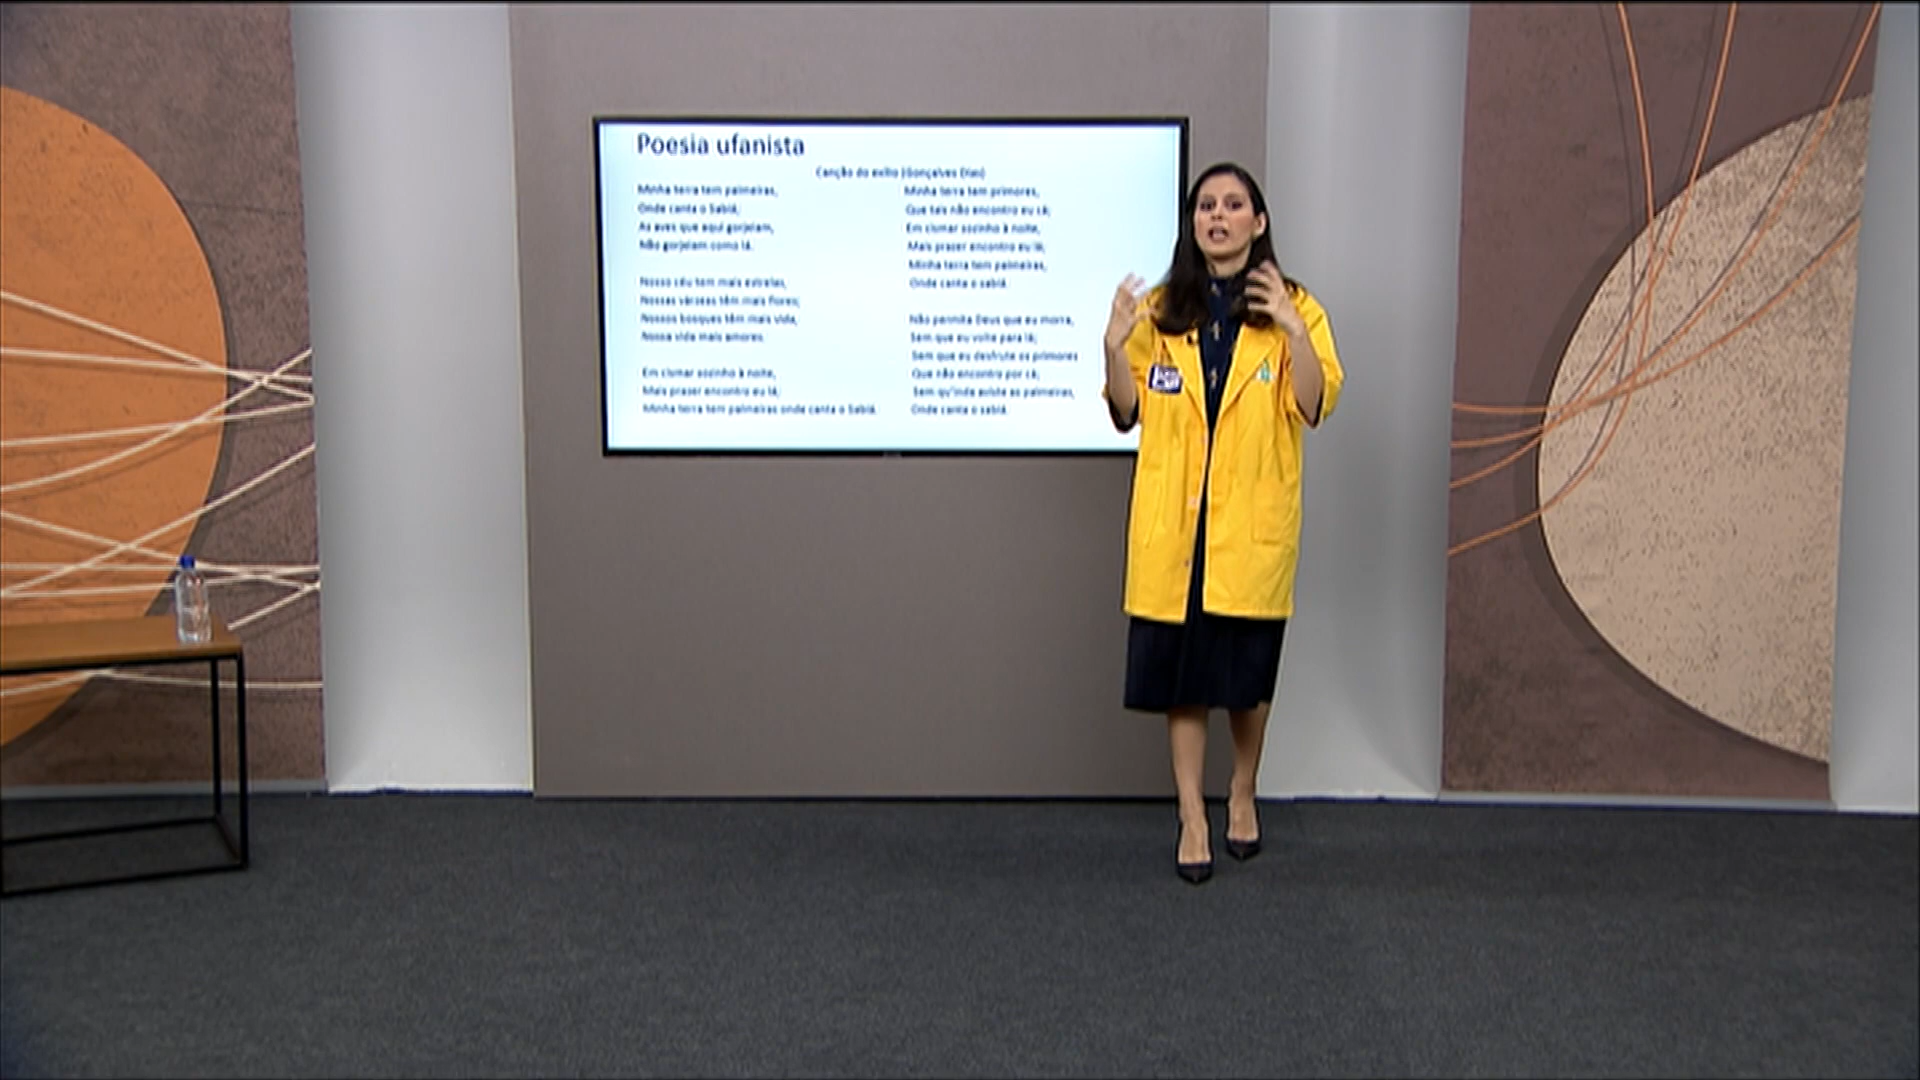 Poesia ufanista
Canção do exílio (Gonçalves Dias)
Minha terra tem palmeiras,
Onde canta o Sabiá;
As aves que aqui gorjeiam,
Não gorjeiam como lá.
Nosso céu tem mais estrelas,
Nossas várzeas têm mais flores;
Nossos bosques têm mais vida,
Nossa vida mais amores.
Em cismar sozinho à noite,
Mais prazer encontro eu lá;
Minha terra tem palmeiras onde canta o Sabiá.
Minha terra tem primores,
Que tais não encontro eu cá;
Em cismar sozinho à noite,
Mais prazer encontro eu lá;
Minha terra tem palmeiras,
Onde canta o sabiá.
Não permita Deus que eu morra,
Sem que eu volte para lá;
Sem que eu desfrute os primores
Que não encontro por cá;
Sem qu'inda aviste as palmeiras,
Onde canta o sabiá.